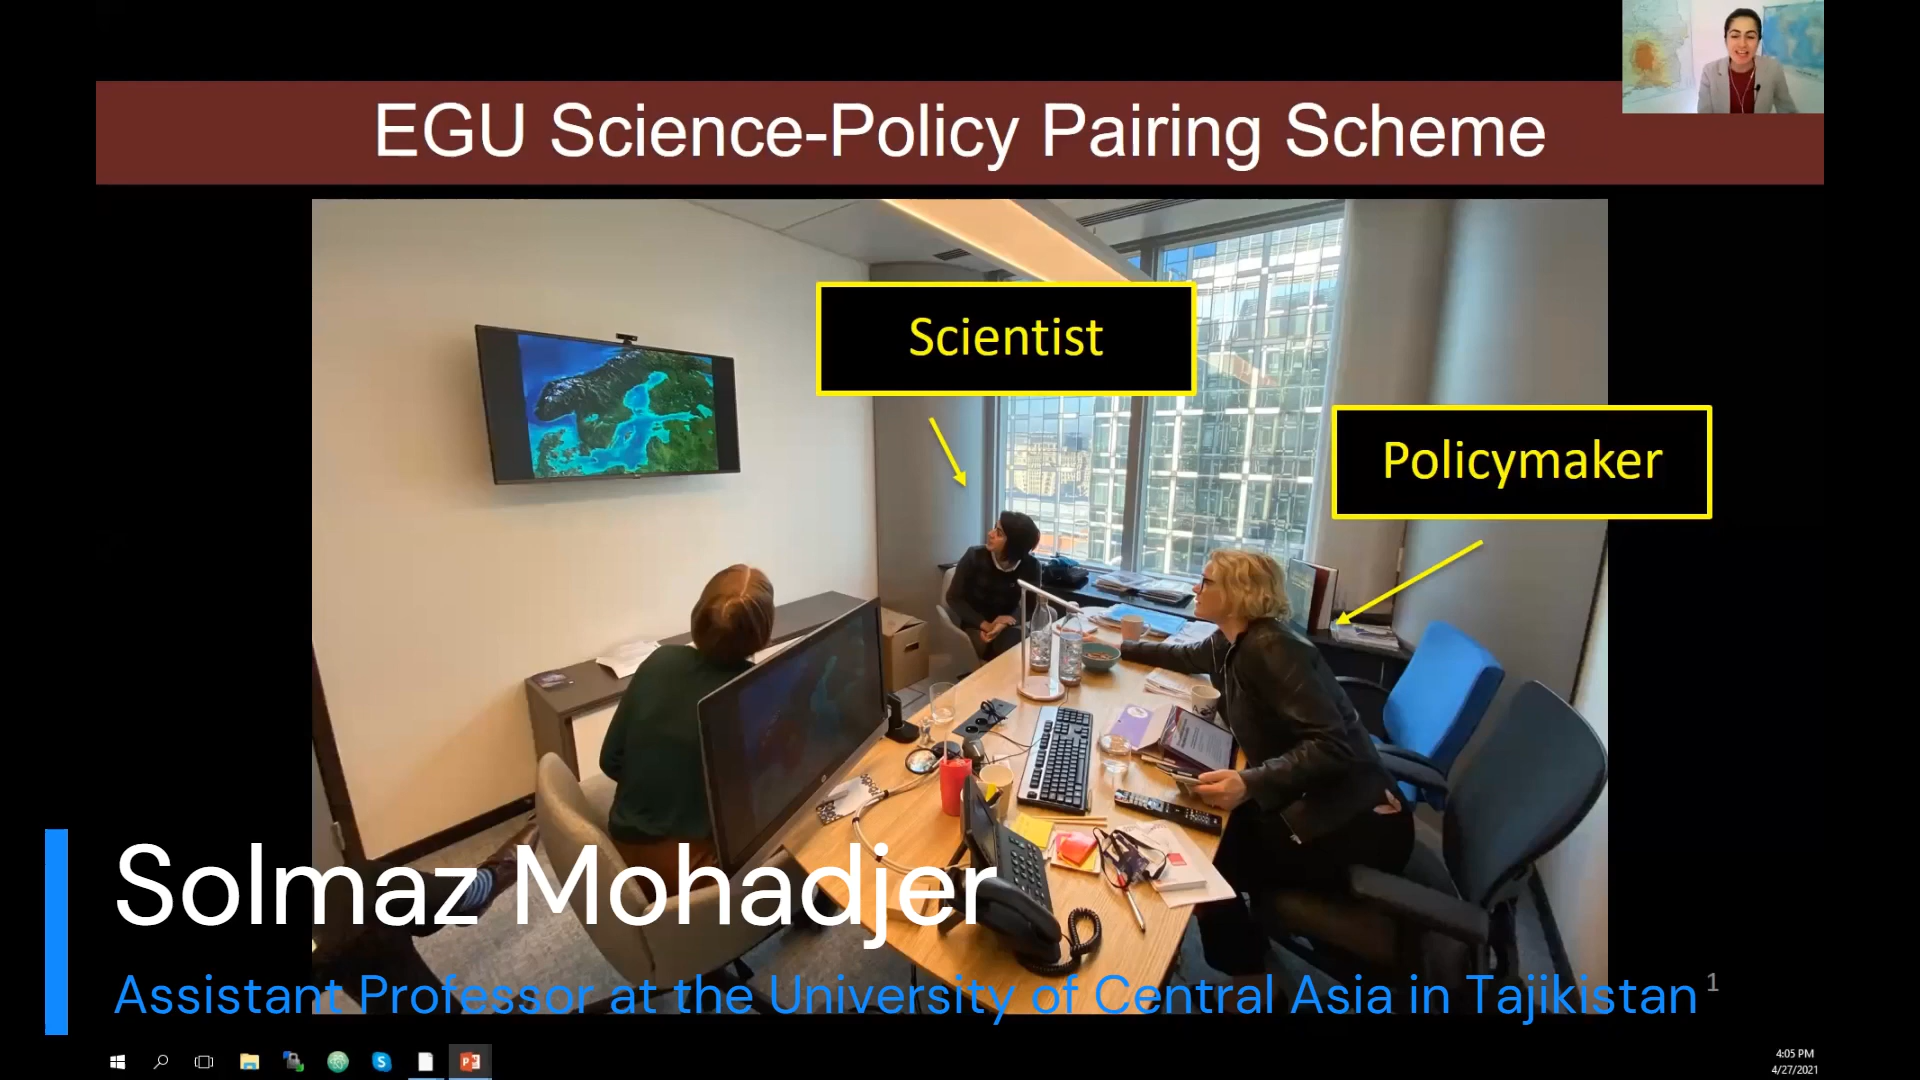 EGU Science-Policy Pairing Scheme
Scientist
Policymaker
Solmaz Mohadjer
Assistant Professor at the University of Central Asia in Tajikistan
1
4:05 PM
4/27/2021